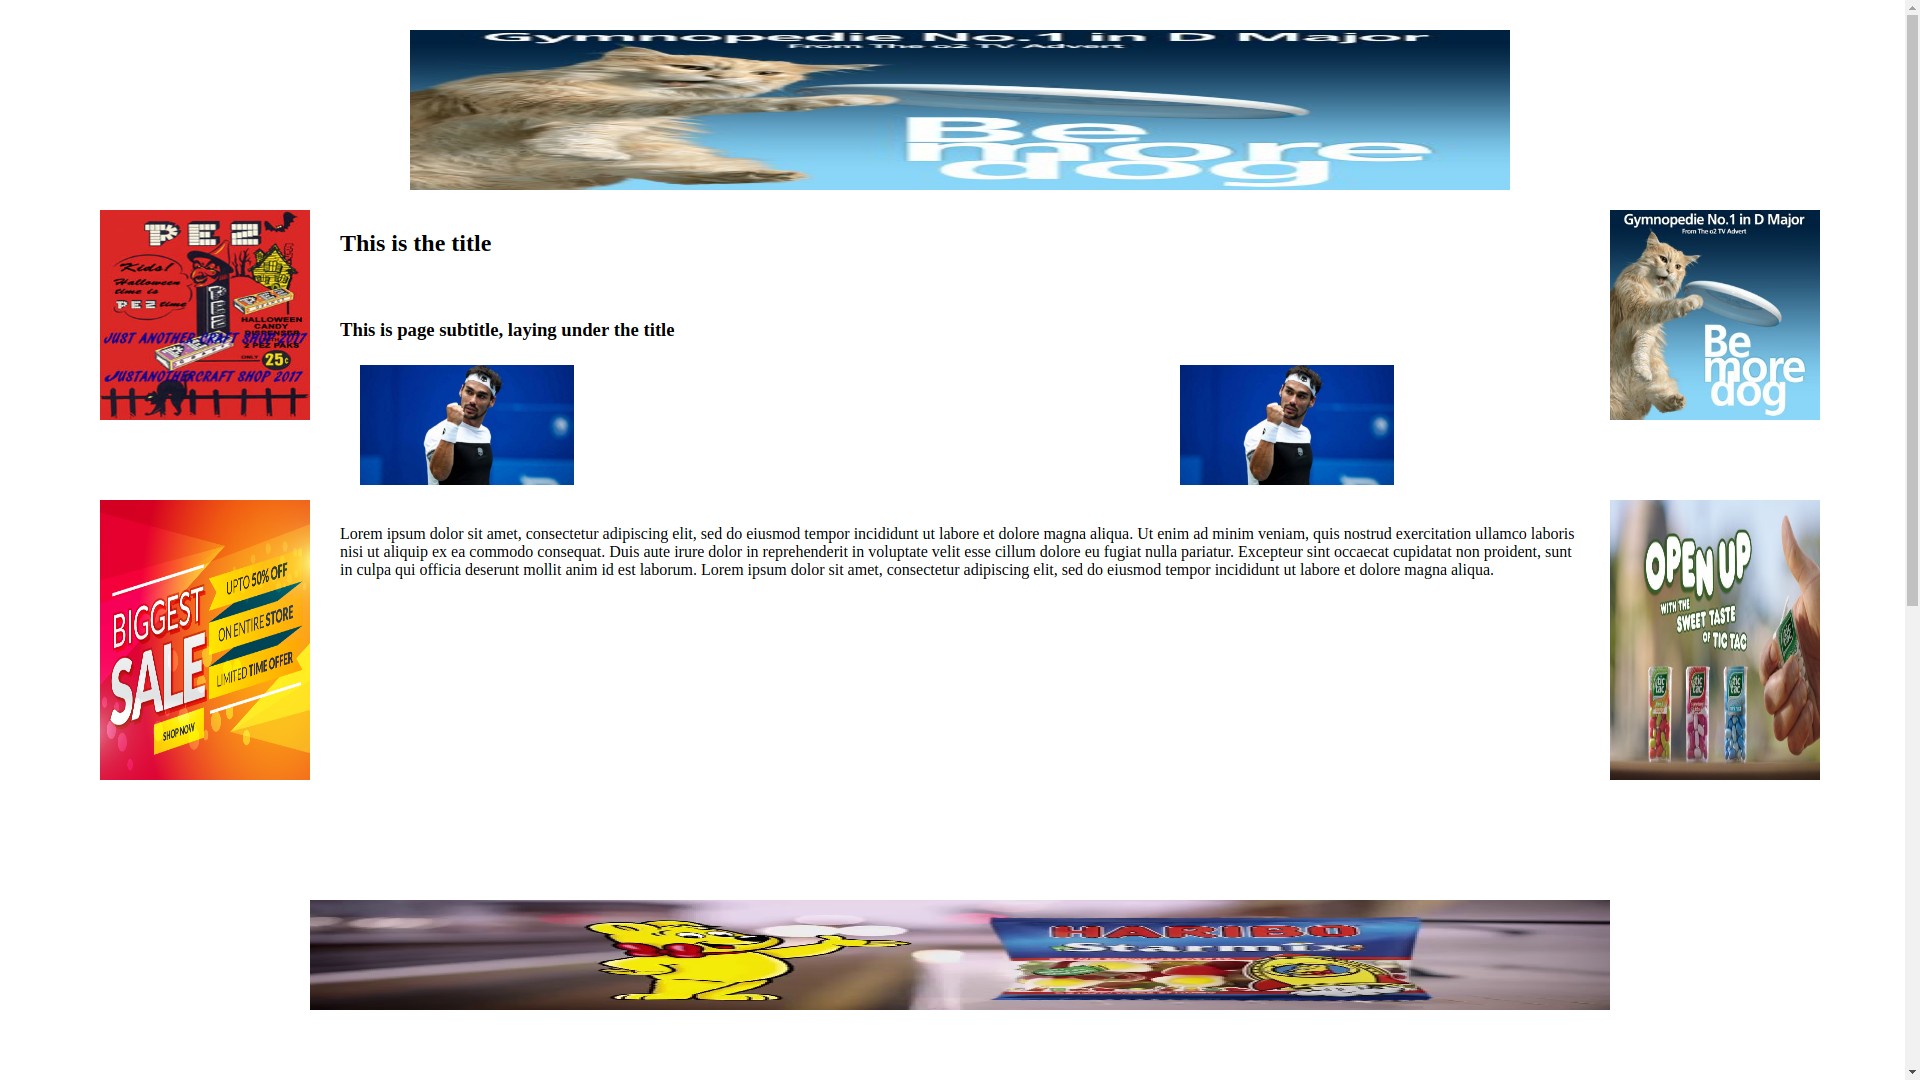 Gymnopedie No.1 in D Major
From The o2 TV Advert
Be
more
dog
PEZ
Kids!
Halloween
time is
PEZ time
PEZ
HALLOWEEN
CANDY
DISPENSER
2 PEZ PAKS
ONLY 25¢
JUST ANOTHER CRAFT SHOP 2017
JUSTANOTHERCRAFT SHOP 2017
This is the title
This is page subtitle, laying under the title
Gymnopedie No.1 in D Major
From The o2 TV Advert
Be
more
dog
BIGGEST
SALE
UPTO 50% OFF
ON ENTIRE STORE
LIMITED TIME OFFER
SHOP NOW
Lorem ipsum dolor sit amet, consectetur adipiscing elit, sed do eiusmod tempor incididunt ut labore et dolore magna aliqua. Ut enim ad minim veniam, quis nostrud exercitation ullamco laboris
nisi ut aliquip ex ea commodo consequat. Duis aute irure dolor in reprehenderit in voluptate velit esse cillum dolore eu fugiat nulla pariatur. Excepteur sint occaecat cupidatat non proident, sunt
in culpa qui officia deserunt mollit anim id est laborum. Lorem ipsum dolor sit amet, consectetur adipiscing elit, sed do eiusmod tempor incididunt ut labore et dolore magna aliqua.
OPEN UP
WITH THE
SWEET TASTE
OF TIC TAC
tic tac
tic tac
tic tac
HARIBO
Starmix